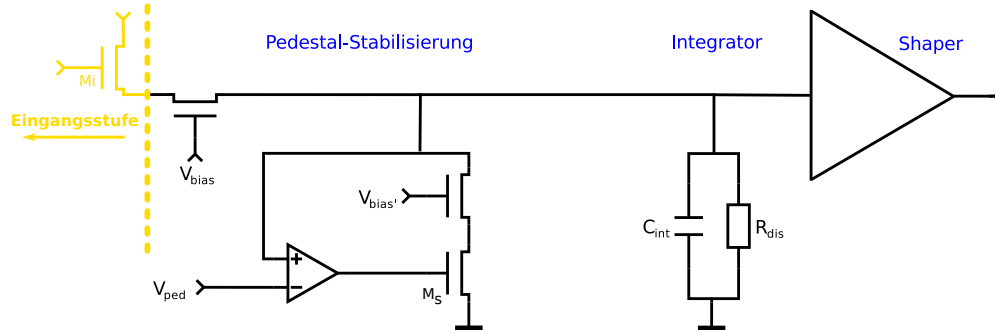 Pedestal-Stabilisierung
Integrator
Shaper
Mi
Eingangsstufe
Vbias
Vbias'
Cint
Rdis
Vped
+
−
MS